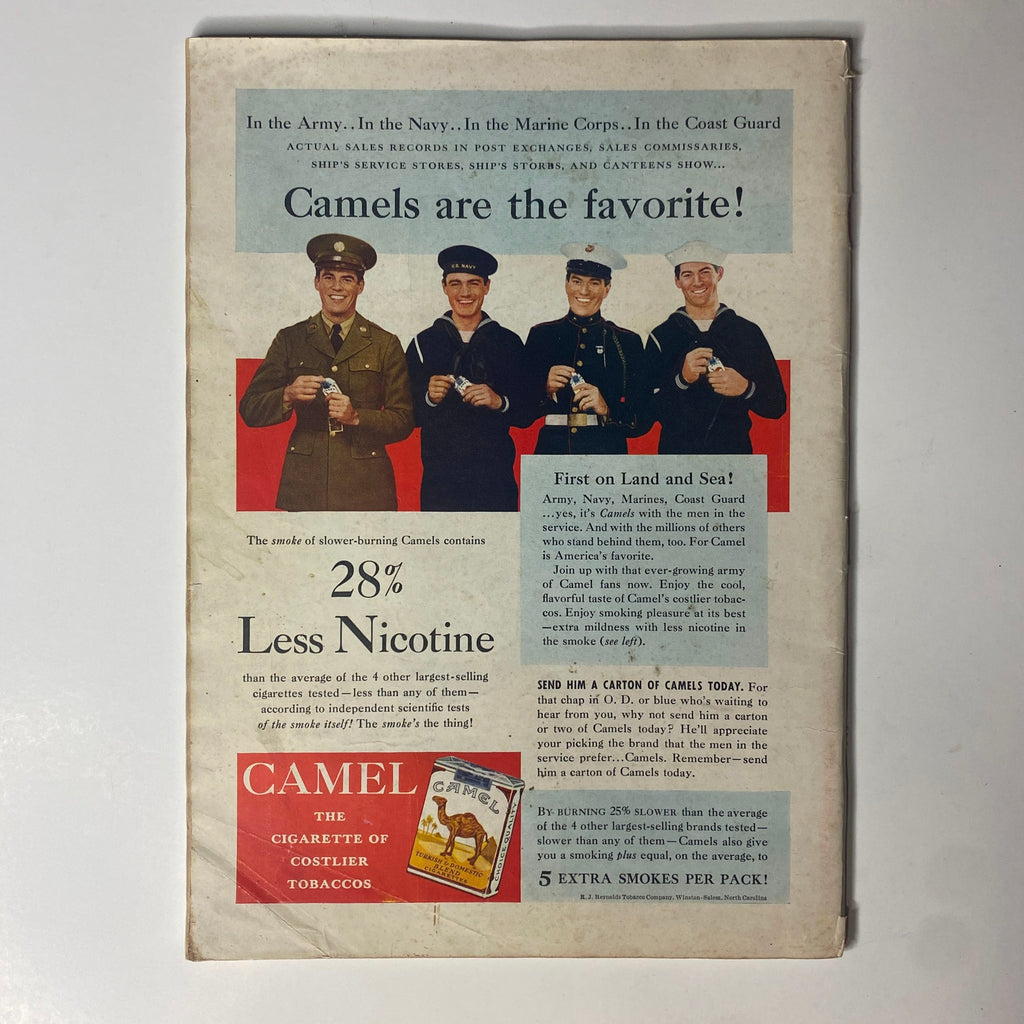 In the Army..In the Navy..In the Marine Corps..In the Coast Guard
ACTUAL SALES RECORDS IN POST EXCHANGES, SALES COMMISSARIES,
SHIP'S SERVICE STORES, SHIP'S STORES, AND CANTEENS SHOW...
Camels are the favorite!
U.S. NAVY
First on Land and Sea!
Army, Navy, Marines, Coast Guard
...yes, it's Camels with the men in the
service. And with the millions of others
who stand behind them, too. For Camel
is America's favorite.
Join up with that ever-growing army
of Camel fans now. Enjoy the cool,
flavorful taste of Camel's costlier tobac-
cos. Enjoy smoking pleasure at its best
—extra mildness with less nicotine in
the smoke (see left).
The smoke of slower-burning Camels contains
28%
Less Nicotine
than the average of the 4 other largest-selling
cigarettes tested—less than any of them—
according to independent scientific tests
of the smoke itself! The smoke's the thing!
SEND HIM A CARTON OF CAMELS TODAY. For
that chap in O. D. or blue who's waiting to
hear from you, why not send him a carton
or two of Camels today? He'll appreciate
your picking the brand that the men in the
service prefer...Camels. Remember—send
him a carton of Camels today.
CAMEL
THE
CIGARETTE OF
COSTLIER
TOBACCOS
CAMEL
TURKISH & DOMESTIC
BLEND
CIGARETTES
CHOICE QUALITY
BY BURNING 25% SLOWER than the average
of the 4 other largest-selling brands tested—
slower than any of them—Camels also give
you a smoking plus equal, on the average, to
5 EXTRA SMOKES PER PACK!
R. J. Reynolds Tobacco Company, Winston-Salem, North Carolina